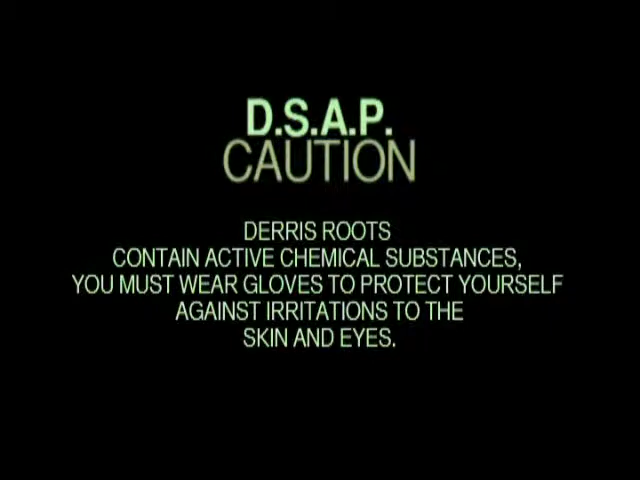 D.S.A.P.
CAUTION
DERRIS ROOTS
CONTAIN ACTIVE CHEMICAL SUBSTANCES,
YOU MUST WEAR GLOVES TO PROTECT YOURSELF
AGAINST IRRITATIONS TO THE
SKIN AND EYES.